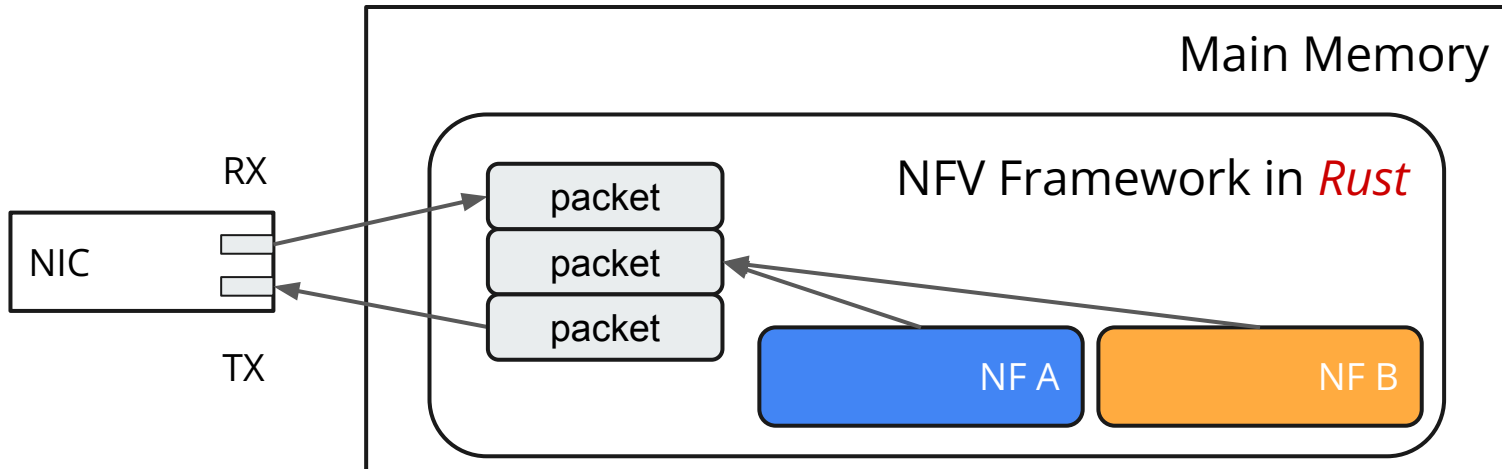 Main Memory
RX
NFV Framework in Rust
packet
NIC
packet
packet
TX
NF A
NF B